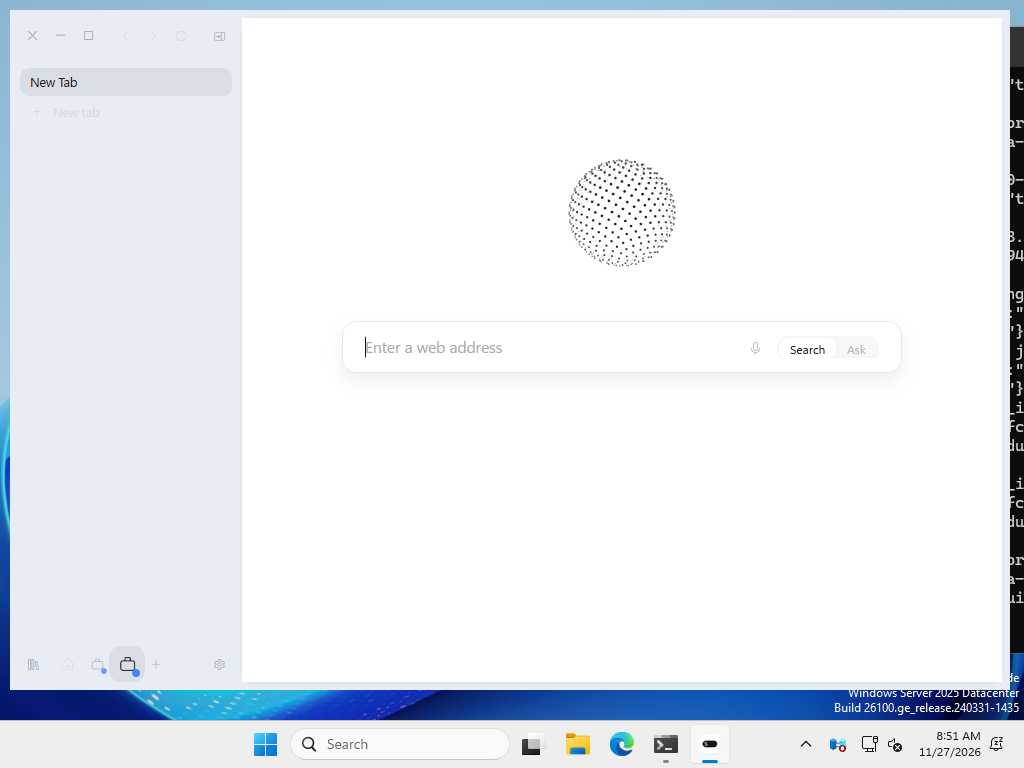 New Tab
New tab
Enter a web address
Search
Ask
Windows Server 2025 Datacenter
Build 26100.ge_release.240331-1435
Search
8:51 AM
11/27/2026